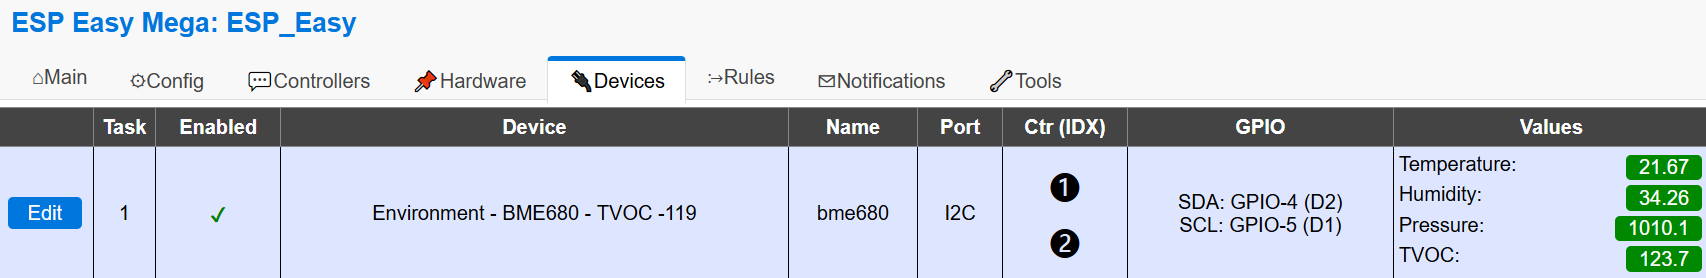 ESP Easy Mega: ESP_Easy
⌂Main ⚙Config 💬Controllers 📌Hardware 🔌Devices :→Rules ✉Notifications 🔧Tools
Task Enabled Device Name Port Ctr (IDX) GPIO Values
Edit 1 ✓ Environment - BME680 - TVOC -119 bme680 I2C ❶ ❷
SDA: GPIO-4 (D2)
SCL: GPIO-5 (D1)
Temperature: 21.67
Humidity: 34.26
Pressure: 1010.1
TVOC: 123.7